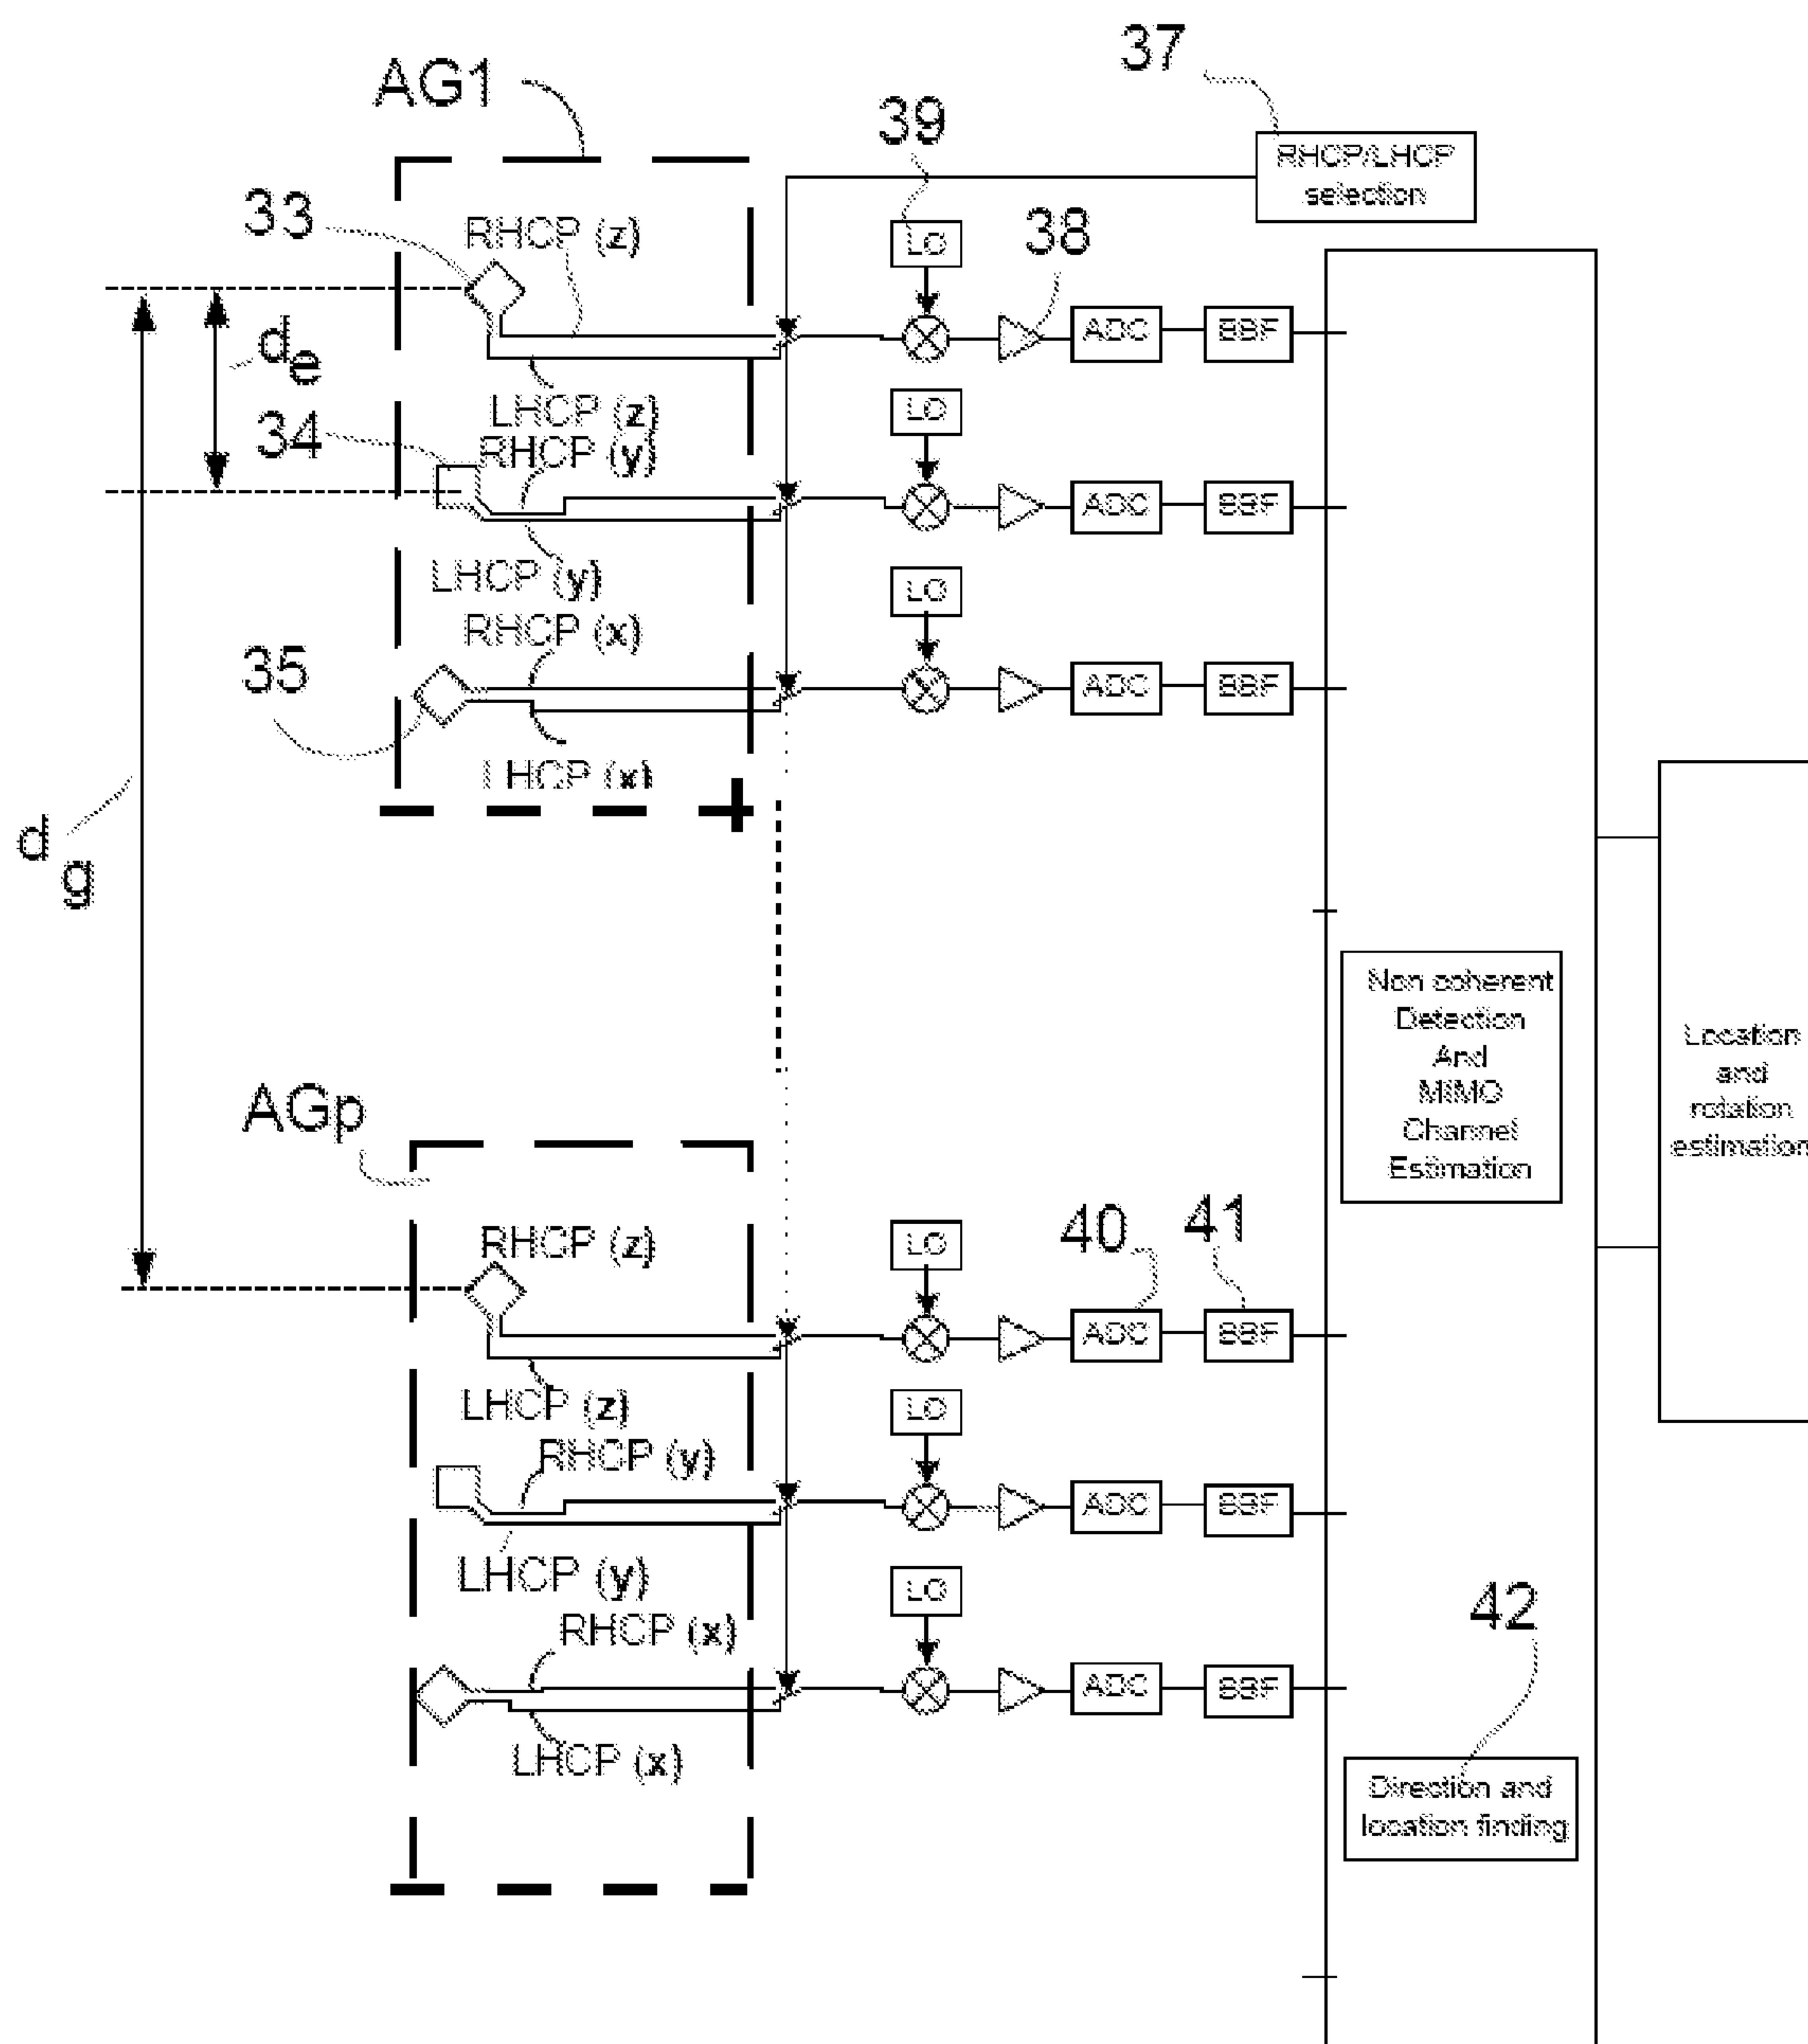 37
AG1
39
RHCP/LHCP
selection
33
RHCP (z)
LO
38
ADC
BBF
de
LHCP (z)
LO
34
RHCP (y)
ADC
BBF
LHCP (y)
LO
RHCP (x)
35
ADC
BBF
LHCP (x)
dg
Non coherent
Detection
And
MIMO
Channel
Estimation
Location
and
rotation
estimation
AGp
RHCP (z)
LO
40
41
ADC
BBF
LHCP (z)
LO
RHCP (y)
ADC
BBF
LHCP (y)
LO
42
RHCP (x)
ADC
BBF
LHCP (x)
Direction and
location finding